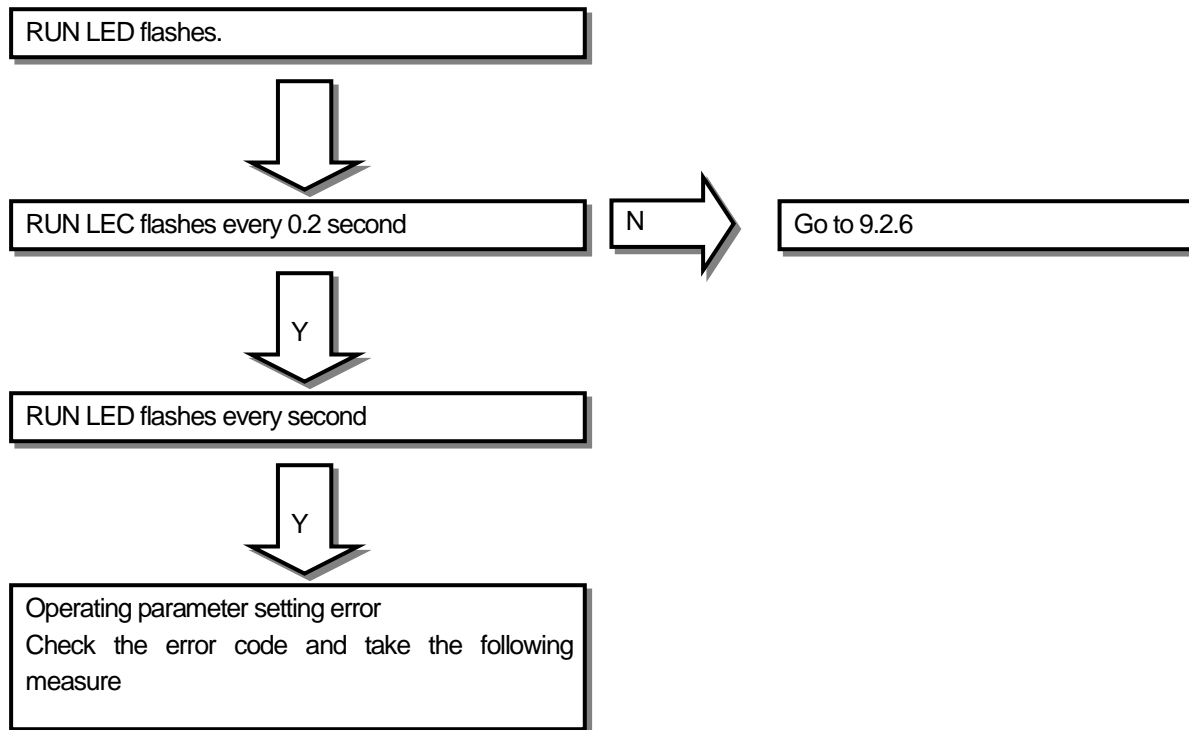 RUN LED flashes.
RUN LEC flashes every 0.2 second
N
Go to 9.2.6
Y
RUN LED flashes every second
Y
Operating parameter setting error
Check the error code and take the following
measure